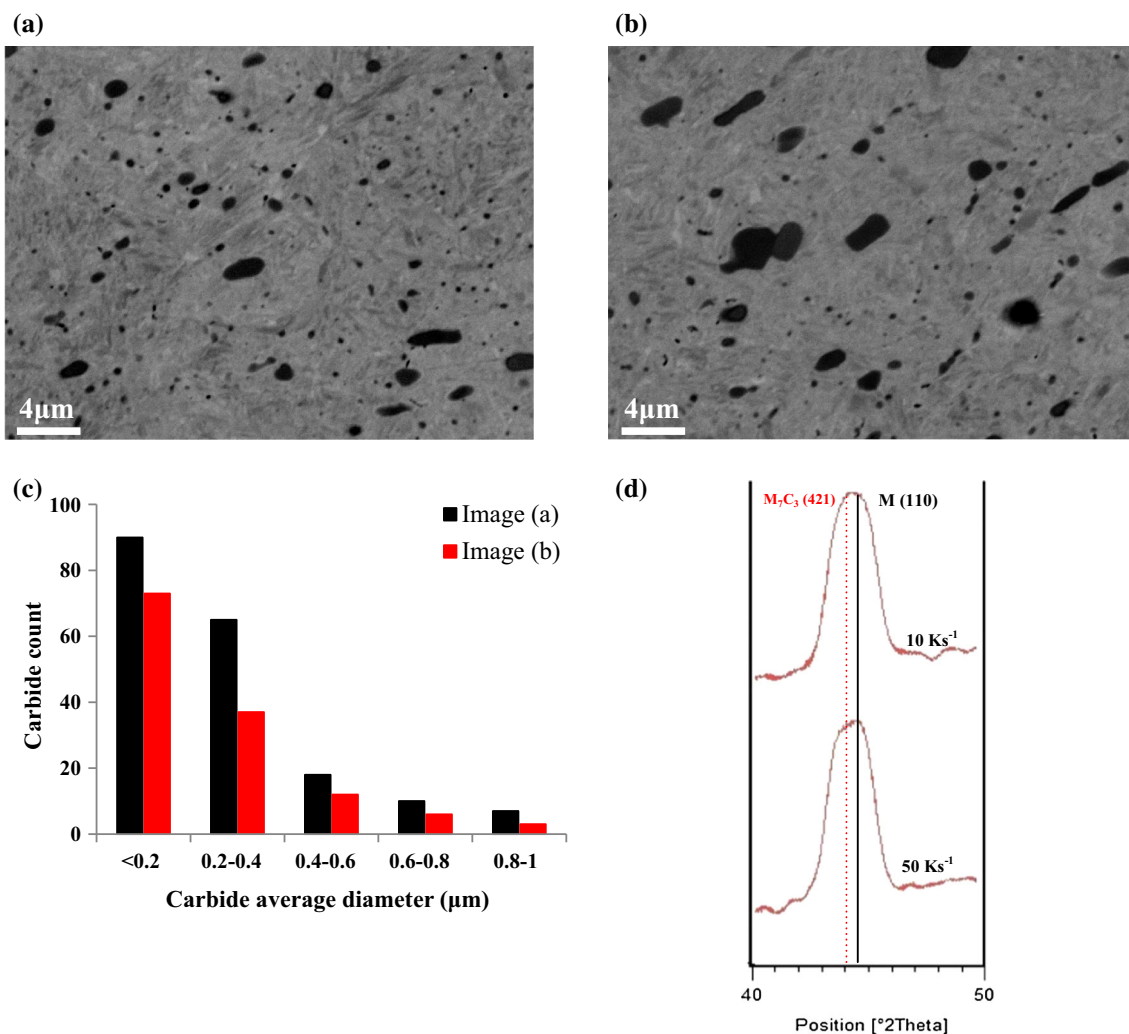 (a)
(b)
4μm
4μm
(c)
100
80
60
40
20
0
Carbide count
Image (a)
Image (b)
<0.2
0.2-0.4
0.4-0.6
0.6-0.8
0.8-1
Carbide average diameter (μm)
(d)
M₇C₃ (421)
M (110)
10 Ks⁻¹
50 Ks⁻¹
40
50
Position [°2Theta]